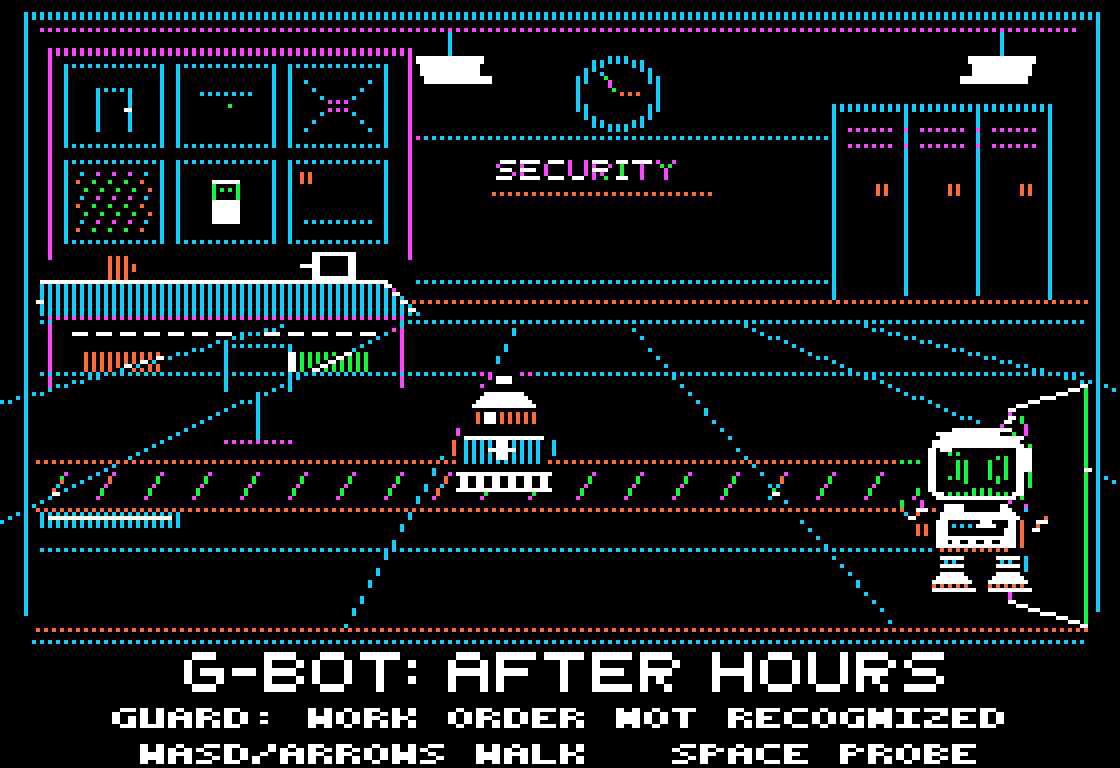 SECURITY
G-BOT: AFTER HOURS
GUARD: WORK ORDER NOT RECOGNIZED
WASD/ARROWS WALK SPACE PROBE